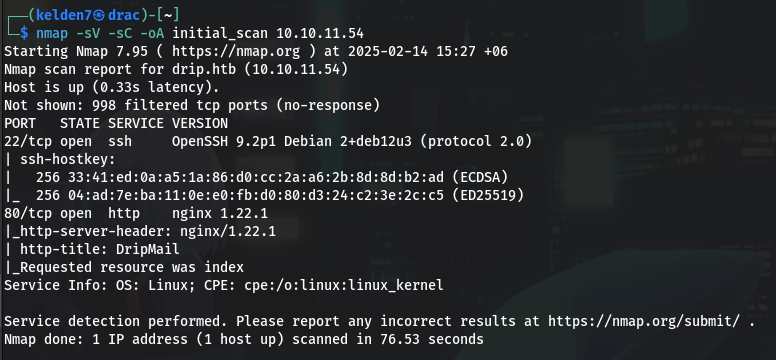 ┌──(kelden7㉿drac)-[~]
└─$ nmap -sV -sC -oA initial_scan 10.10.11.54
Starting Nmap 7.95 ( https://nmap.org ) at 2025-02-14 15:27 +06
Nmap scan report for drip.htb (10.10.11.54)
Host is up (0.33s latency).
Not shown: 998 filtered tcp ports (no-response)
PORT   STATE SERVICE VERSION
22/tcp open  ssh     OpenSSH 9.2p1 Debian 2+deb12u3 (protocol 2.0)
| ssh-hostkey:
|   256 33:41:ed:0a:a5:1a:86:d0:cc:2a:a6:2b:8d:8d:b2:ad (ECDSA)
|_  256 04:ad:7e:ba:11:0e:e0:fb:d0:80:d3:24:c2:3e:2c:c5 (ED25519)
80/tcp open  http    nginx 1.22.1
|_http-server-header: nginx/1.22.1
| http-title: DripMail
|_Requested resource was index
Service Info: OS: Linux; CPE: cpe:/o:linux:linux_kernel
Service detection performed. Please report any incorrect results at https://nmap.org/submit/ .
Nmap done: 1 IP address (1 host up) scanned in 76.53 seconds